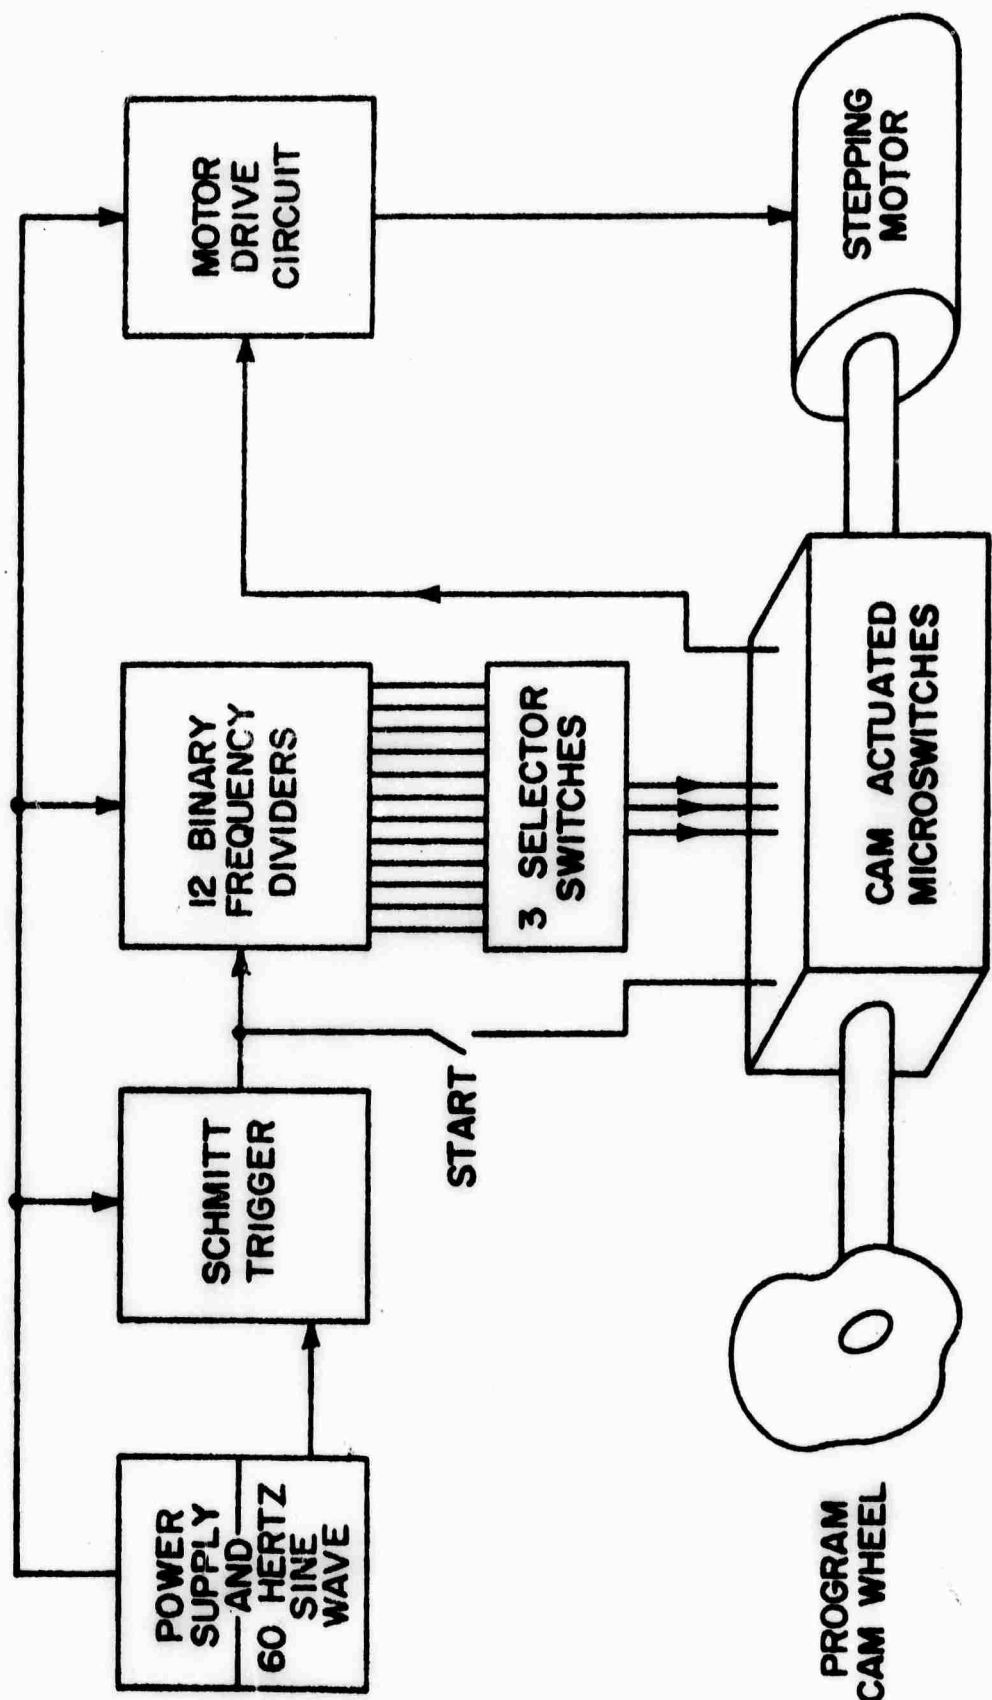 POWER
SUPPLY
AND
60 HERTZ
SINE
WAVE
SCHMITT
TRIGGER
12 BINARY
FREQUENCY
DIVIDERS
MOTOR
DRIVE
CIRCUIT
START
3 SELECTOR
SWITCHES
PROGRAM
CAM WHEEL
CAM ACTUATED
MICROSWITCHES
STEPPING
MOTOR